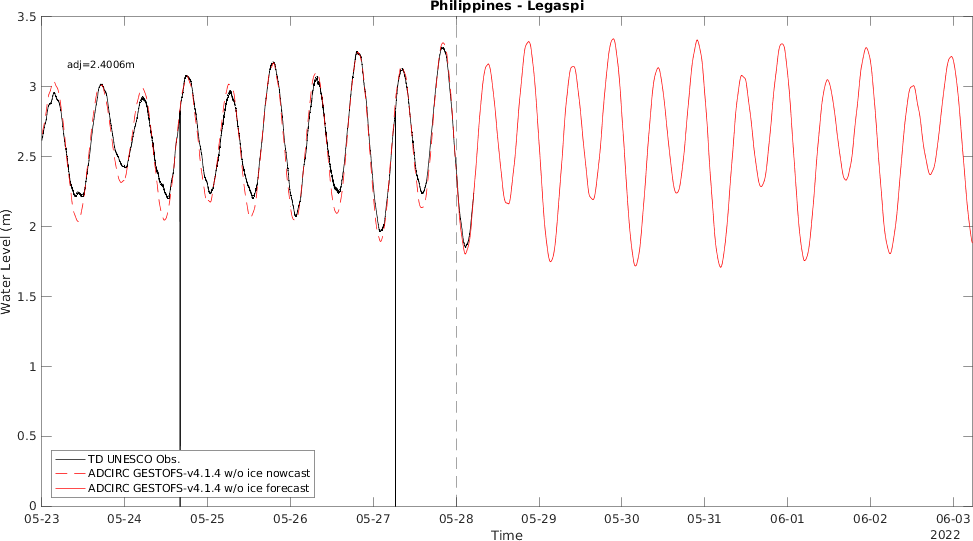 Philippines - Legaspi
3.5
3
2.5
2
1.5
1
0.5
0
Water Level (m)
adj=2.4006m
TD UNESCO Obs.
ADCIRC GESTOFS-v4.1.4 w/o ice nowcast
ADCIRC GESTOFS-v4.1.4 w/o ice forecast
05-23 05-24 05-25 05-26 05-27 05-28 05-29 05-30 05-31 06-01 06-02 06-03
2022
Time